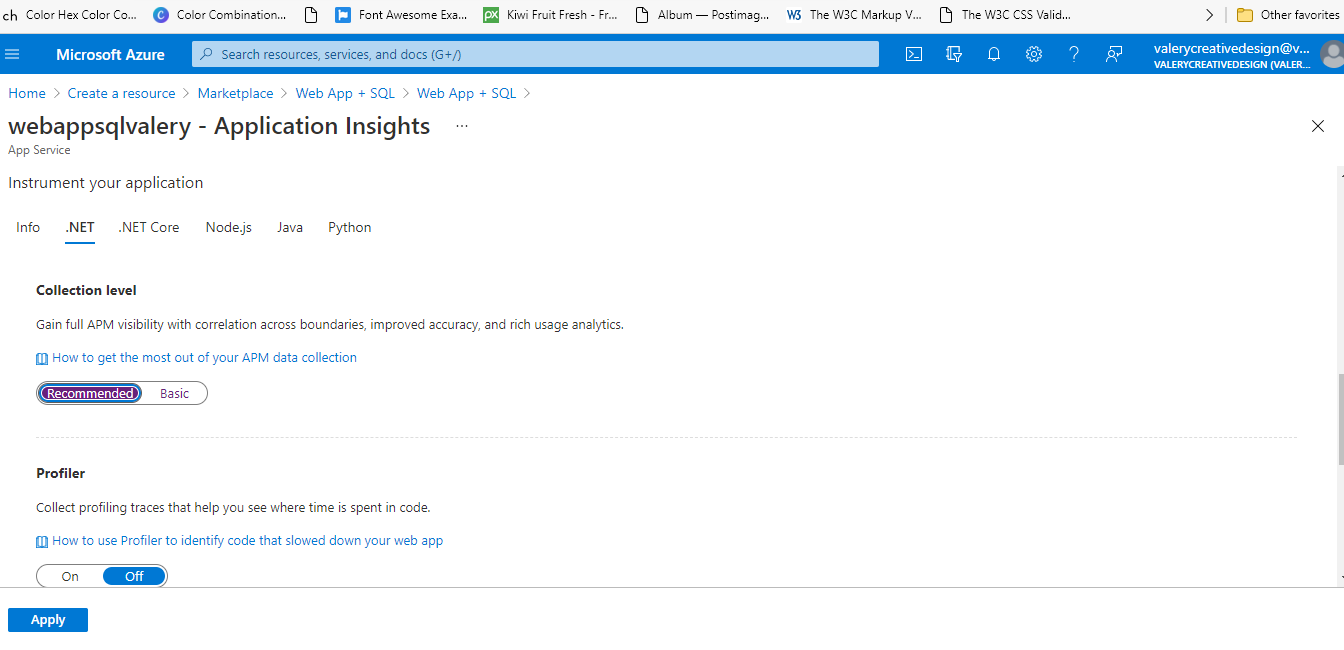 ch Color Hex Color Co... Color Combination... Font Awesome Exa... Kiwi Fruit Fresh - Fr... Album — Postimag... The W3C Markup V... The W3C CSS Valid... Other favorites
Microsoft Azure Search resources, services, and docs (G+/) valerycreativedesign@v...
VALERYCREATIVEDESIGN (VALER...
Home > Create a resource > Marketplace > Web App + SQL > Web App + SQL >
webappsqlvalery - Application Insights ...
App Service
Instrument your application
Info .NET .NET Core Node.js Java Python
Collection level
Gain full APM visibility with correlation across boundaries, improved accuracy, and rich usage analytics.
How to get the most out of your APM data collection
Recommended Basic
Profiler
Collect profiling traces that help you see where time is spent in code.
How to use Profiler to identify code that slowed down your web app
On Off
Apply